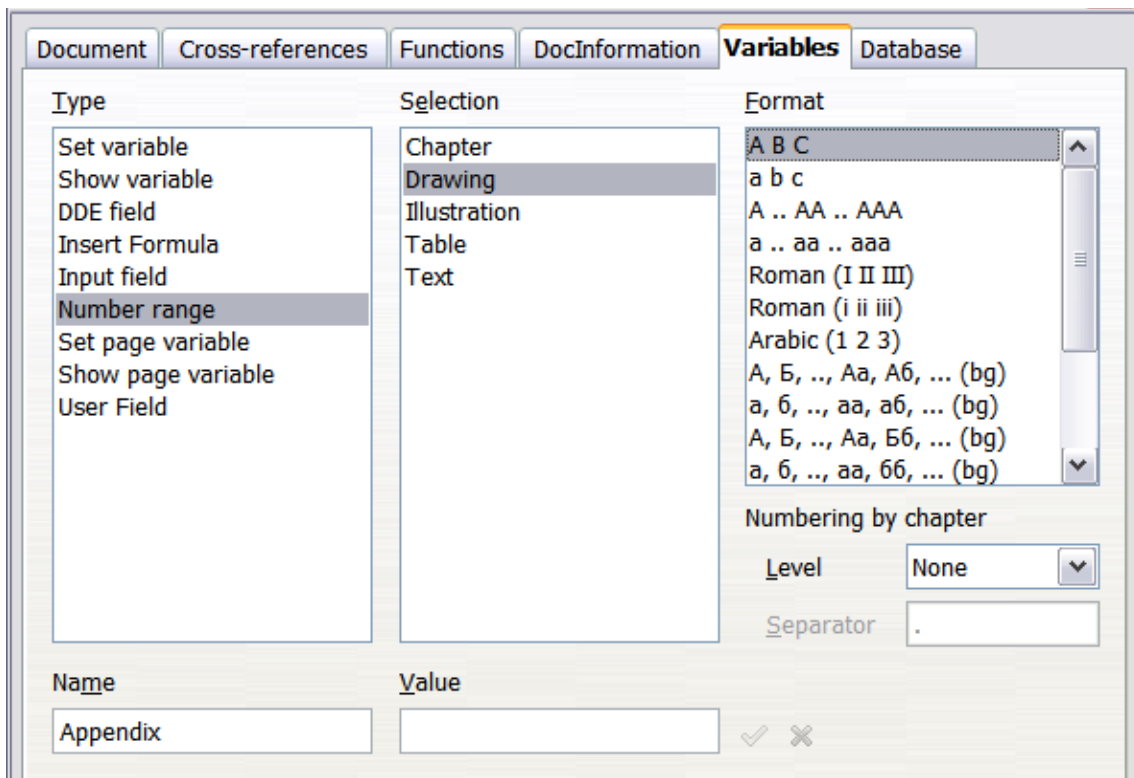 Document Cross-references Functions DocInformation Variables Database
Type
Set variable
Show variable
DDE field
Insert Formula
Input field
Number range
Set page variable
Show page variable
User Field
Selection
Chapter
Drawing
Illustration
Table
Text
Format
A B C
a b c
A .. AA .. AAA
a .. aa .. aaa
Roman (I II III)
Roman (i ii iii)
Arabic (1 2 3)
А, Б, .., Аа, Аб, ... (bg)
а, б, .., аа, аб, ... (bg)
А, Б, .., Аа, Бб, ... (bg)
а, б, .., аа, бб, ... (bg)
Numbering by chapter
Level None
Separator .
Name
Appendix
Value